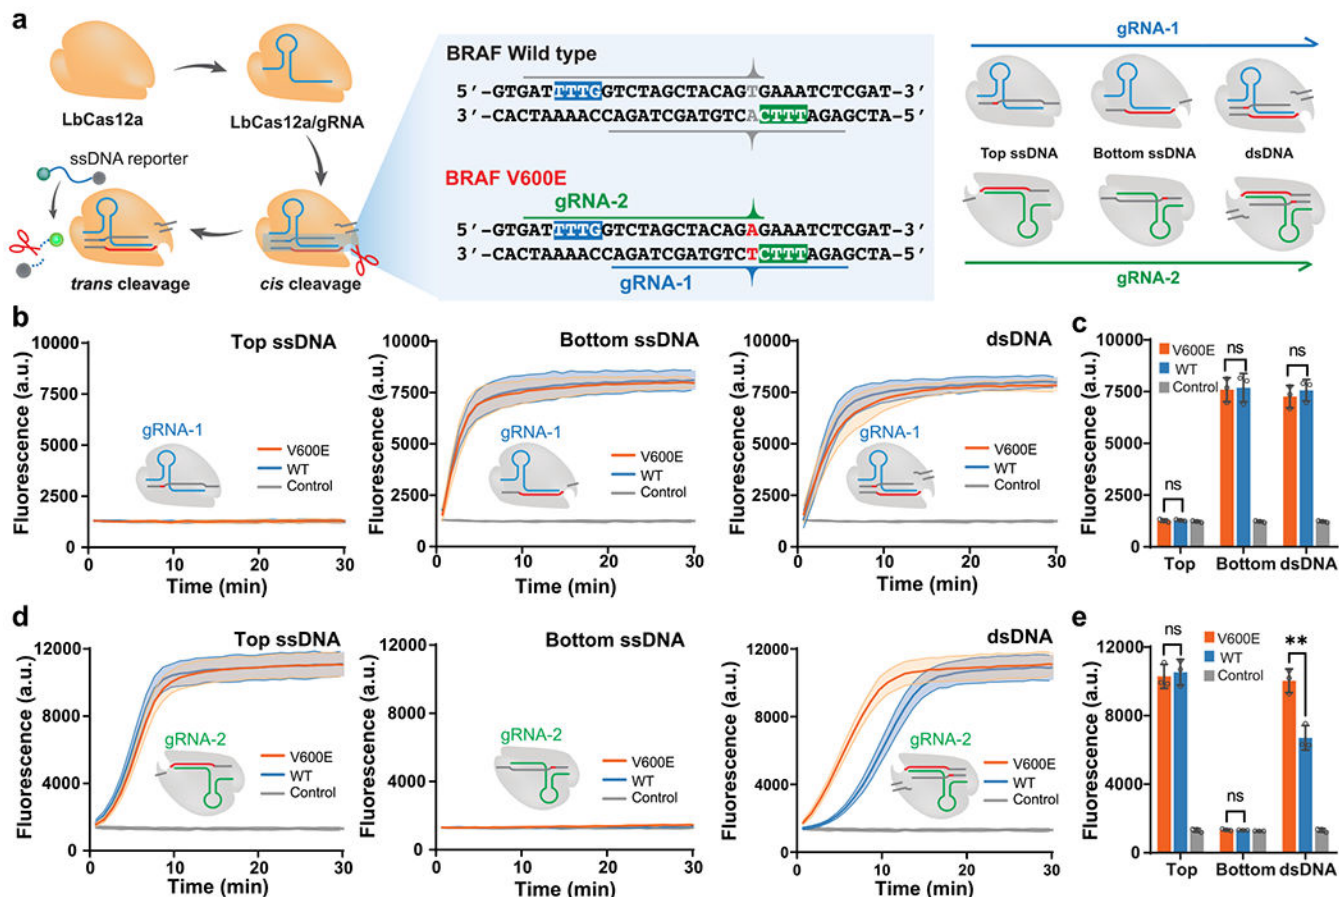 a
LbCas12a
LbCas12a/gRNA
ssDNA reporter
trans cleavage
cis cleavage
BRAF Wild type
5′-GTGATTTTGGTCTAGCTACAGTGAAATCTCGAT-3′
3′-CACTAAAACCAGATCGATGTCACTTTAGAGCTA-5′
BRAF V600E
gRNA-2
5′-GTGATTTTGGTCTAGCTACAGAGAAATCTCGAT-3′
3′-CACTAAAACCAGATCGATGTCTCTTTAGAGCTA-5′
gRNA-1
gRNA-1
Top ssDNA
Bottom ssDNA
dsDNA
gRNA-2
b
Top ssDNA
Fluorescence (a.u.)
10000
7500
5000
2500
0
gRNA-1
V600E
WT
Control
0
10
20
30
Time (min)
Bottom ssDNA
Fluorescence (a.u.)
10000
7500
5000
2500
0
gRNA-1
V600E
WT
Control
0
10
20
30
Time (min)
dsDNA
Fluorescence (a.u.)
10000
7500
5000
2500
0
gRNA-1
V600E
WT
Control
0
10
20
30
Time (min)
c
Fluorescence (a.u.)
10000
7500
5000
2500
0
V600E
WT
Control
ns
ns
ns
Top
Bottom
dsDNA
d
Top ssDNA
Fluorescence (a.u.)
12000
8000
4000
0
gRNA-2
V600E
WT
Control
0
10
20
30
Time (min)
Bottom ssDNA
Fluorescence (a.u.)
12000
8000
4000
0
gRNA-2
V600E
WT
Control
0
10
20
30
Time (min)
dsDNA
Fluorescence (a.u.)
12000
8000
4000
0
gRNA-2
V600E
WT
Control
0
10
20
30
Time (min)
e
Fluorescence (a.u.)
12000
8000
4000
0
V600E
WT
Control
ns
ns
**
Top
Bottom
dsDNA